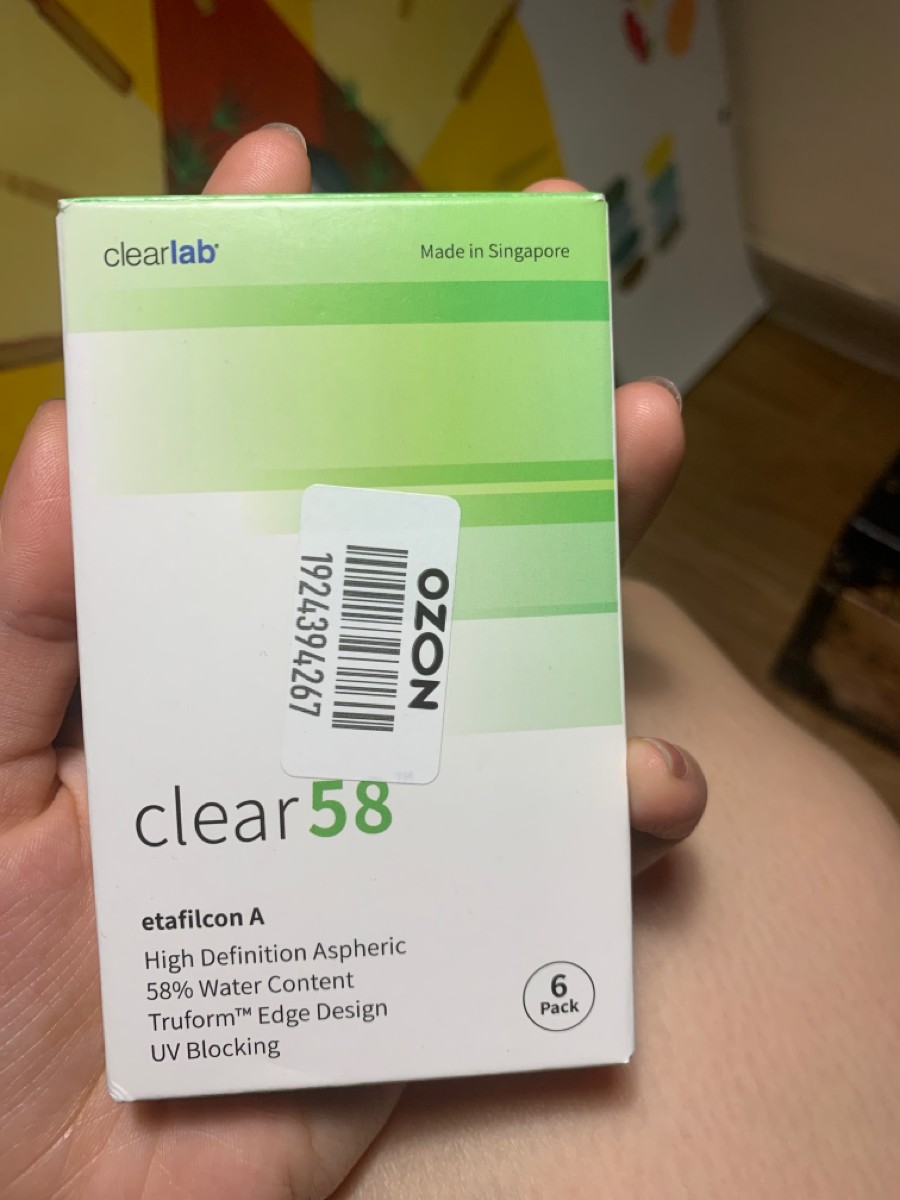 clearlab
Made in Singapore
OZON
1924394267
clear58
etafilcon A
High Definition Aspheric
58% Water Content
Truform™ Edge Design
UV Blocking
6
Pack